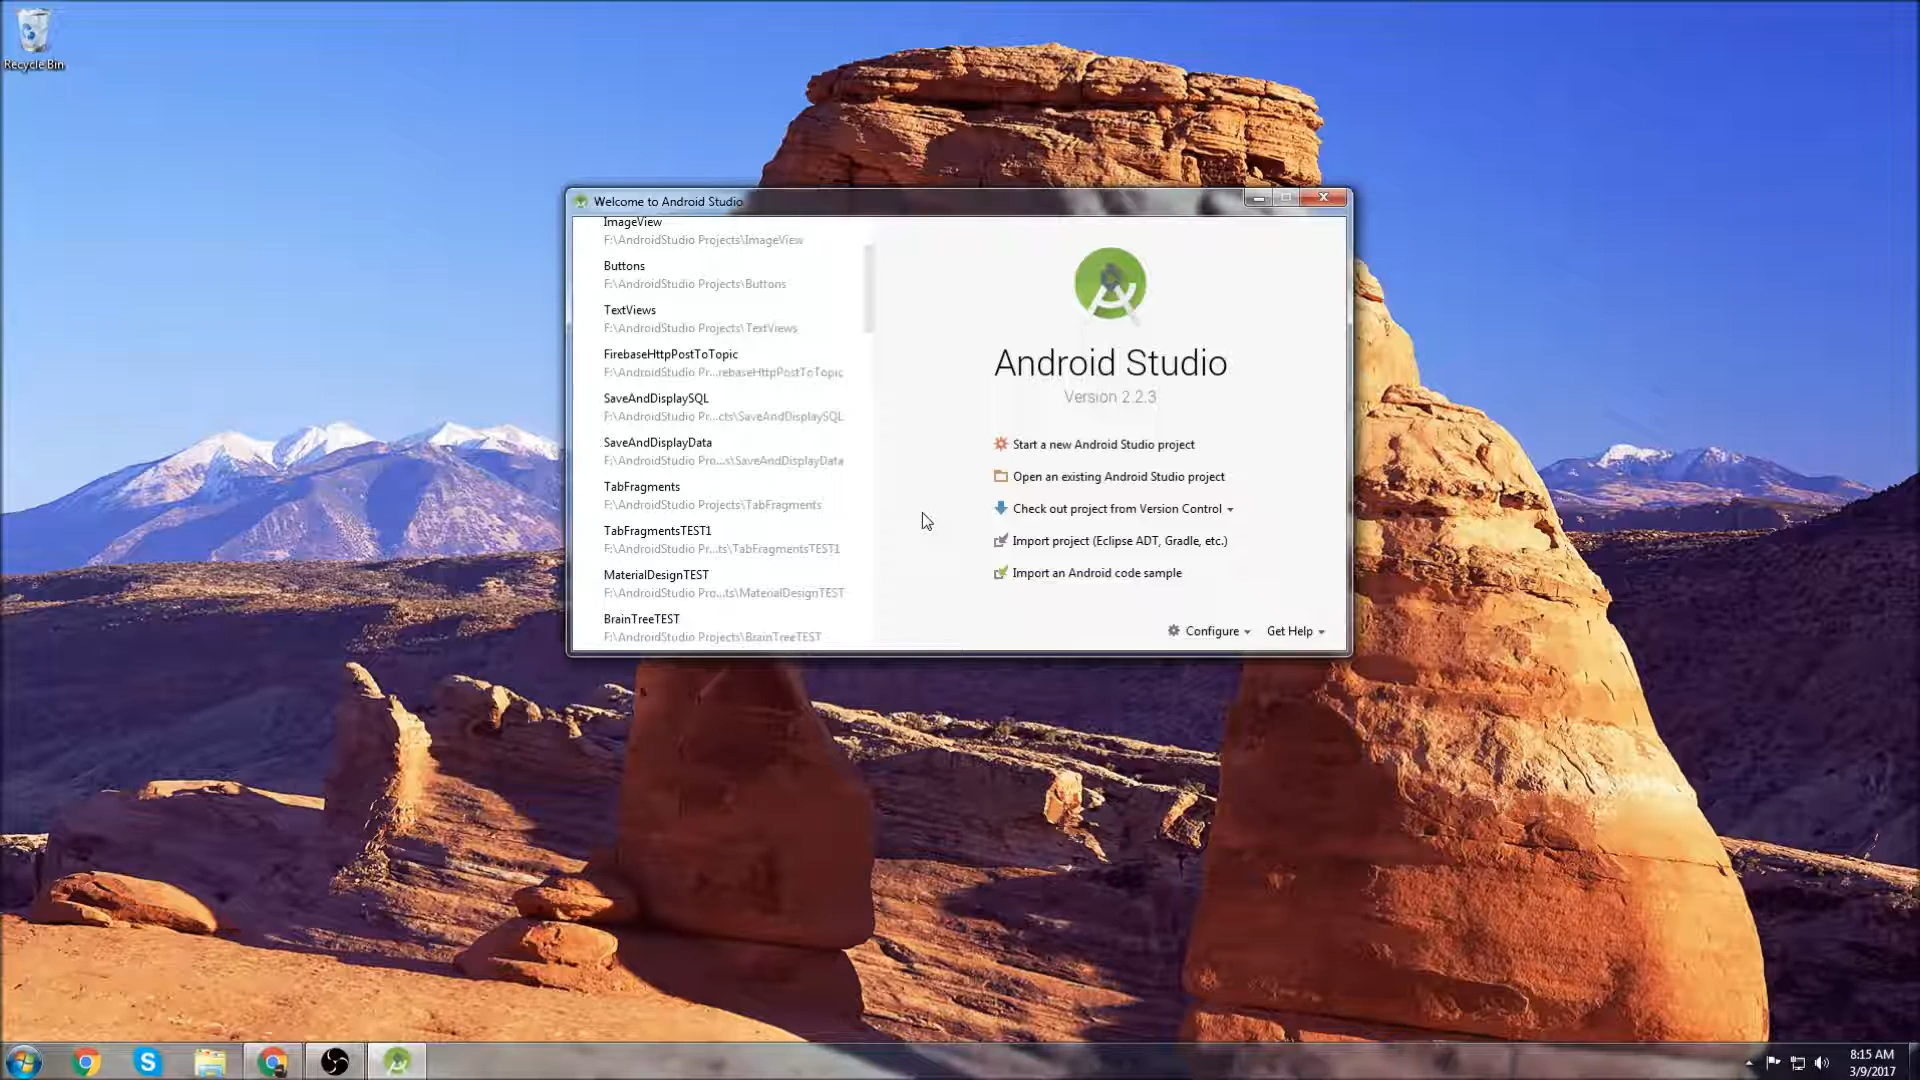 Recycle Bin
Welcome to Android Studio
ImageView
F:\AndroidStudio Projects\ImageView
Buttons
F:\AndroidStudio Projects\Buttons
TextViews
F:\AndroidStudio Projects\TextViews
FirebaseHttpPostToTopic
F:\AndroidStudio Pr...rebaseHttpPostToTopic
SaveAndDisplaySQL
F:\AndroidStudio Pr...cts\SaveAndDisplaySQL
SaveAndDisplayData
F:\AndroidStudio Pro...s\SaveAndDisplayData
TabFragments
F:\AndroidStudio Projects\TabFragments
TabFragmentsTEST1
F:\AndroidStudio Pr...ts\TabFragmentsTEST1
MaterialDesignTEST
F:\AndroidStudio Pro...ts\MaterialDesignTEST
BrainTreeTEST
F:\AndroidStudio Projects\BrainTreeTEST
Android Studio
Version 2.2.3
Start a new Android Studio project
Open an existing Android Studio project
Check out project from Version Control
Import project (Eclipse ADT, Gradle, etc.)
Import an Android code sample
Configure
Get Help
8:15 AM
3/9/2017